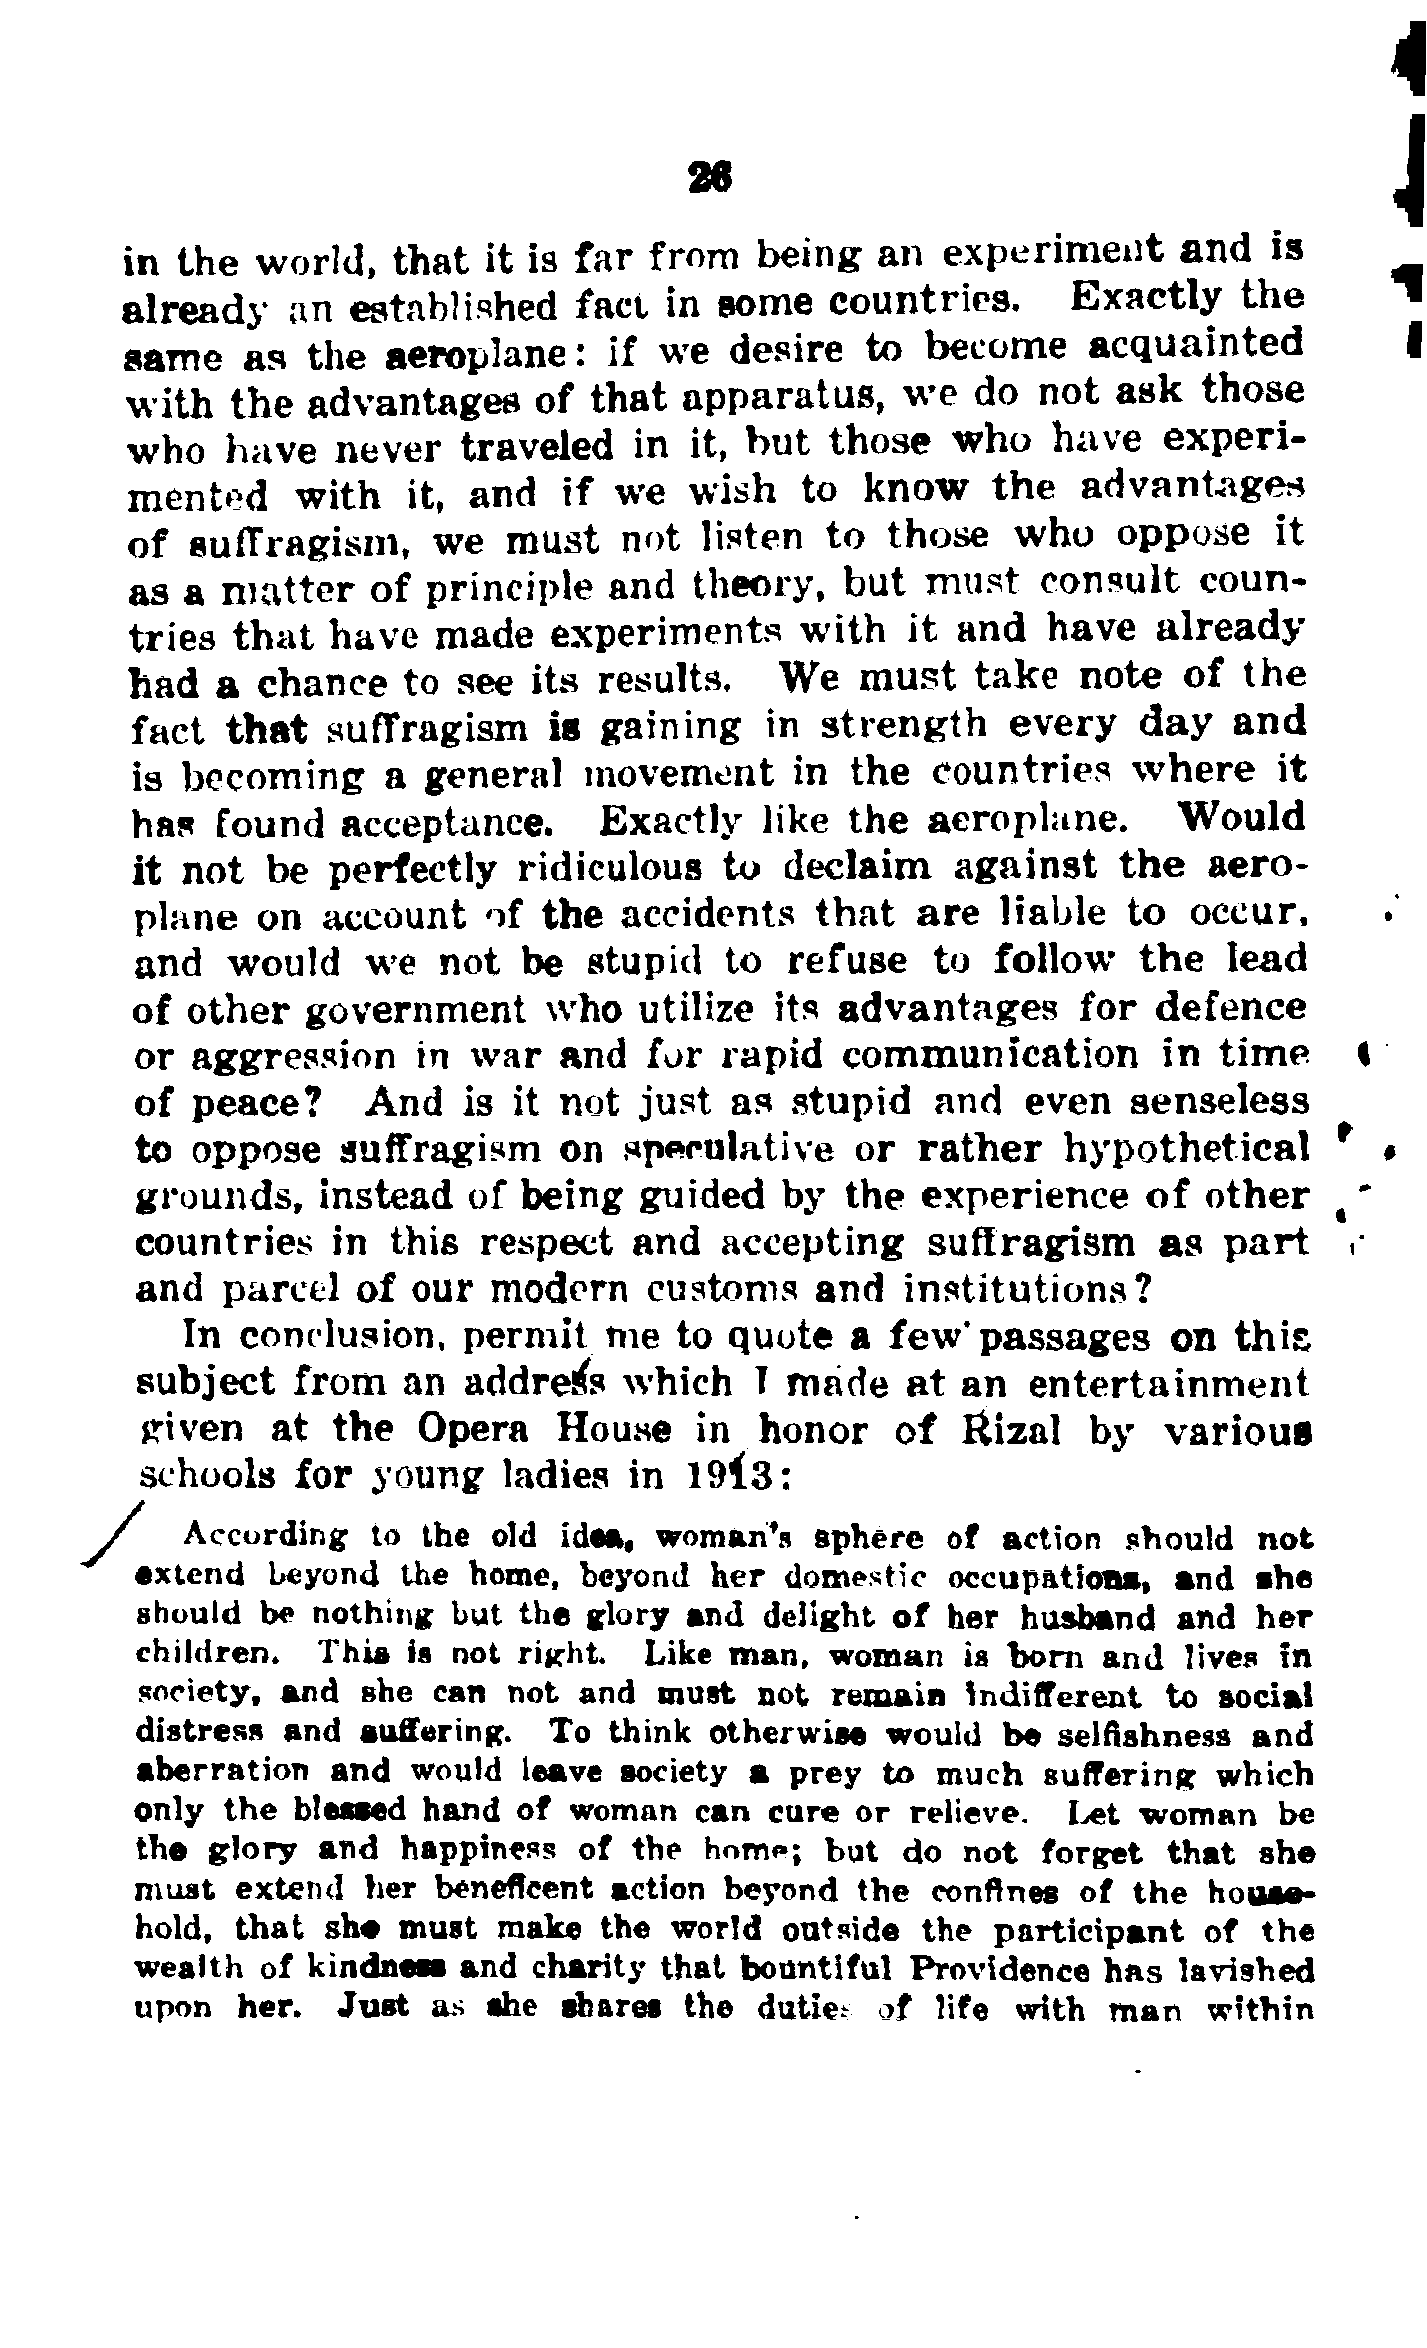 26
in the world, that it is far from being an experiment and is
already an established fact in some countries. Exactly the
same as the aeroplane: if we desire to become acquainted
with the advantages of that apparatus, we do not ask those
who have never traveled in it, but those who have experi-
mented with it, and if we wish to know the advantages
of suffragism, we must not listen to those who oppose it
as a matter of principle and theory, but must consult coun-
tries that have made experiments with it and have already
had a chance to see its results. We must take note of the
fact that suffragism is gaining in strength every day and
is becoming a general movement in the countries where it
has found acceptance. Exactly like the aeroplane. Would
it not be perfectly ridiculous to declaim against the aero-
plane on account of the accidents that are liable to occur,
and would we not be stupid to refuse to follow the lead
of other government who utilize its advantages for defence
or aggression in war and for rapid communication in time
of peace? And is it not just as stupid and even senseless
to oppose suffragism on speculative or rather hypothetical
grounds, instead of being guided by the experience of other
countries in this respect and accepting suffragism as part
and parcel of our modern customs and institutions?
In conclusion, permit me to quote a few passages on this
subject from an address which I made at an entertainment
given at the Opera House in honor of Rizal by various
schools for young ladies in 1913:
According to the old idea, woman's sphere of action should not
extend beyond the home, beyond her domestic occupations, and she
should be nothing but the glory and delight of her husband and her
children. This is not right. Like man, woman is born and lives in
society, and she can not and must not remain indifferent to social
distress and suffering. To think otherwise would be selfishness and
aberration and would leave society a prey to much suffering which
only the blessed hand of woman can cure or relieve. Let woman be
the glory and happiness of the home; but do not forget that she
must extend her beneficent action beyond the confines of the house-
hold, that she must make the world outside the participant of the
wealth of kindness and charity that bountiful Providence has lavished
upon her. Just as she shares the duties of life with man within